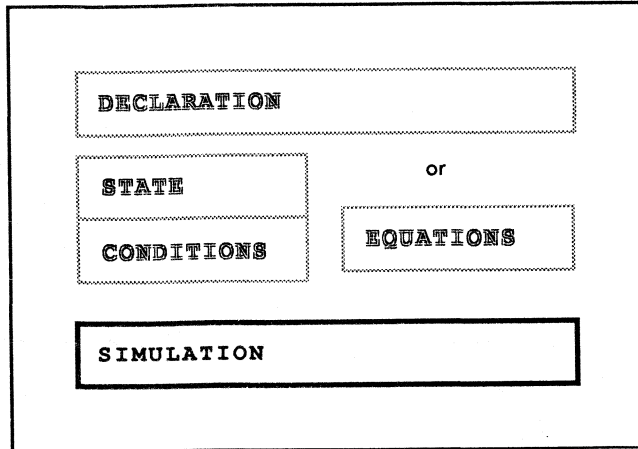 DECLARATION
STATE
or
CONDITIONS
EQUATIONS
SIMULATION